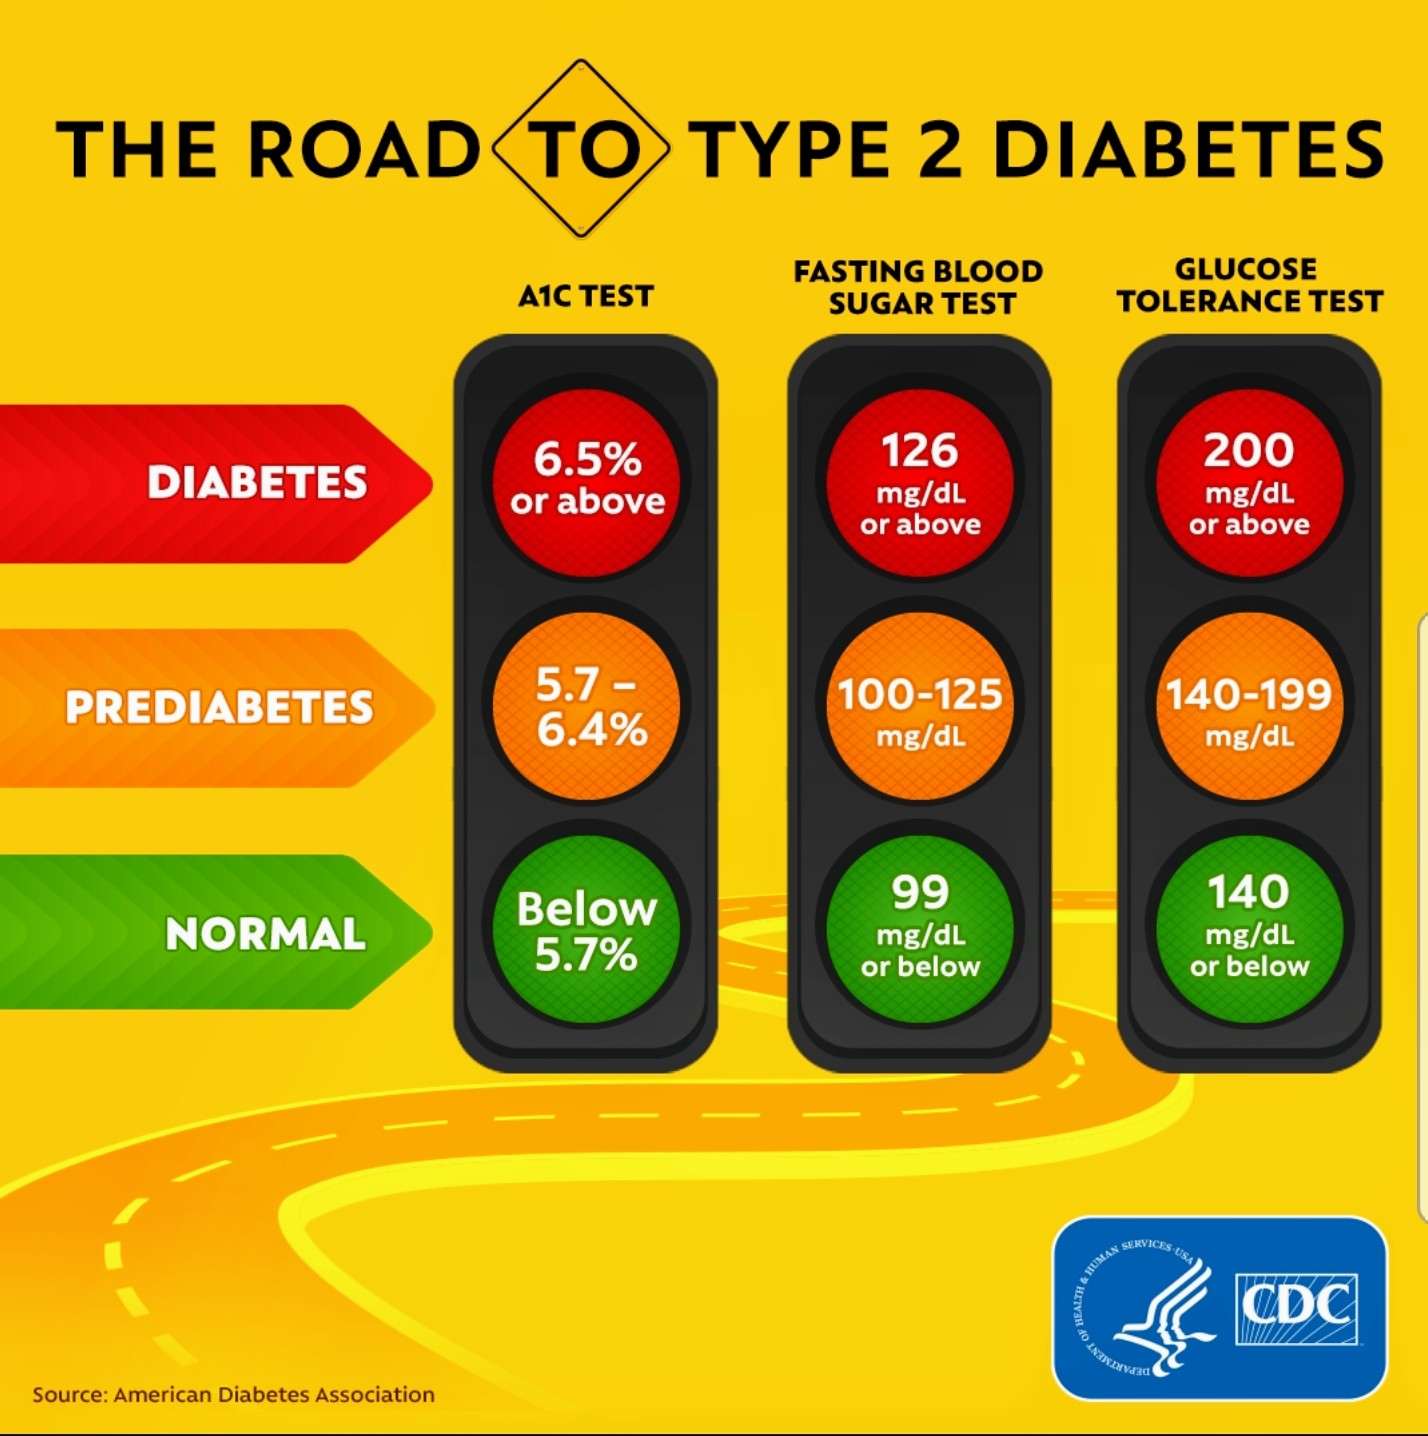 THE ROAD TO TYPE 2 DIABETES
A1C TEST
FASTING BLOOD
SUGAR TEST
GLUCOSE
TOLERANCE TEST
DIABETES
6.5%
or above
126
mg/dL
or above
200
mg/dL
or above
PREDIABETES
5.7 –
6.4%
100-125
mg/dL
140-199
mg/dL
NORMAL
Below
5.7%
99
mg/dL
or below
140
mg/dL
or below
DEPARTMENT OF HEALTH & HUMAN SERVICES·USA
CDC
Source: American Diabetes Association